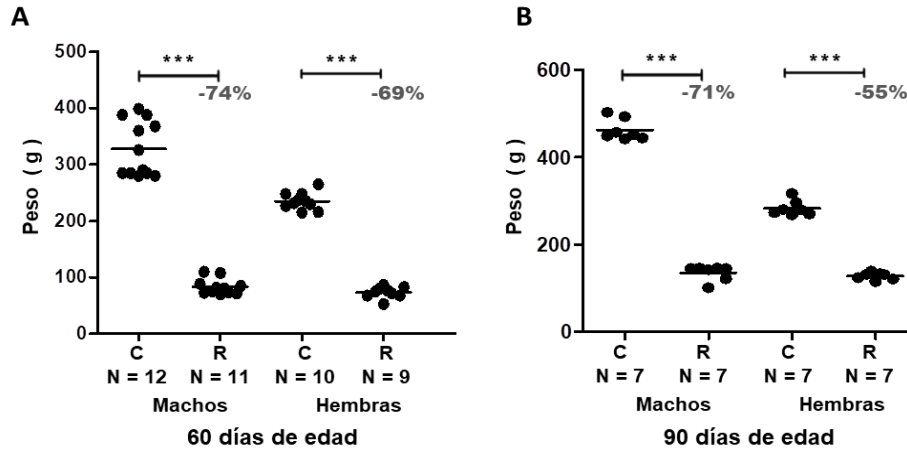 A
Peso ( g )
500
400
300
200
100
0
***
***
-74%
-69%
C R C R
N = 12 N = 11 N = 10 N = 9
Machos Hembras
60 días de edad
B
Peso ( g )
600
400
200
0
***
***
-71%
-55%
C R C R
N = 7 N = 7 N = 7 N = 7
Machos Hembras
90 días de edad